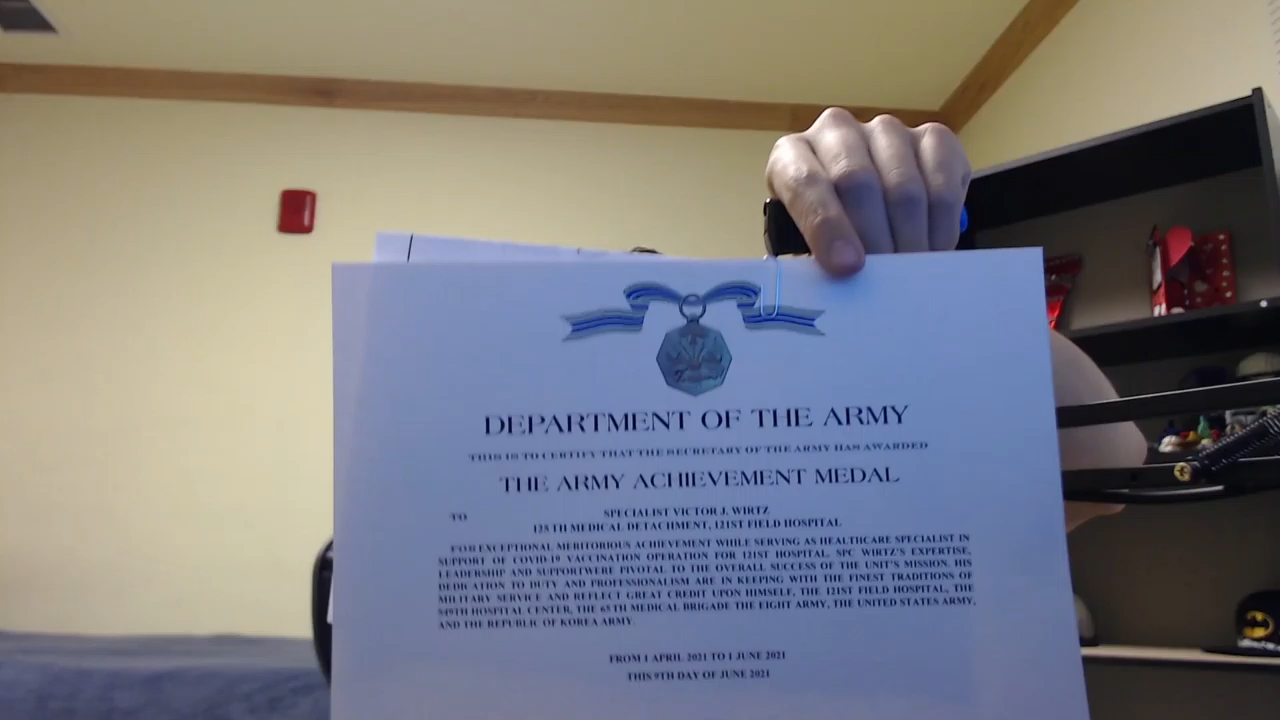 DEPARTMENT OF THE ARMY
THIS IS TO CERTIFY THAT THE SECRETARY OF THE ARMY HAS AWARDED
THE ARMY ACHIEVEMENT MEDAL
TO SPECIALIST VICTOR J. WIRTZ
125 TH MEDICAL DETACHMENT, 121ST FIELD HOSPITAL
FOR EXCEPTIONAL MERITORIOUS ACHIEVEMENT WHILE SERVING AS HEALTHCARE SPECIALIST IN
SUPPORT OF COVID-19 VACCINATION OPERATION FOR 121ST HOSPITAL. SPC WIRTZ'S EXPERTISE,
LEADERSHIP AND SUPPORTWERE PIVOTAL TO THE OVERALL SUCCESS OF THE UNIT'S MISSION. HIS
DEDICATION TO DUTY AND PROFESSIONALISM ARE IN KEEPING WITH THE FINEST TRADITIONS OF
MILITARY SERVICE AND REFLECT GREAT CREDIT UPON HIMSELF, THE 121ST FIELD HOSPITAL, THE
549TH HOSPITAL CENTER, THE 65TH MEDICAL BRIGADE THE EIGHT ARMY, THE UNITED STATES ARMY,
AND THE REPUBLIC OF KOREA ARMY.
FROM 1 APRIL 2021 TO 1 JUNE 2021
THIS 9TH DAY OF JUNE 2021